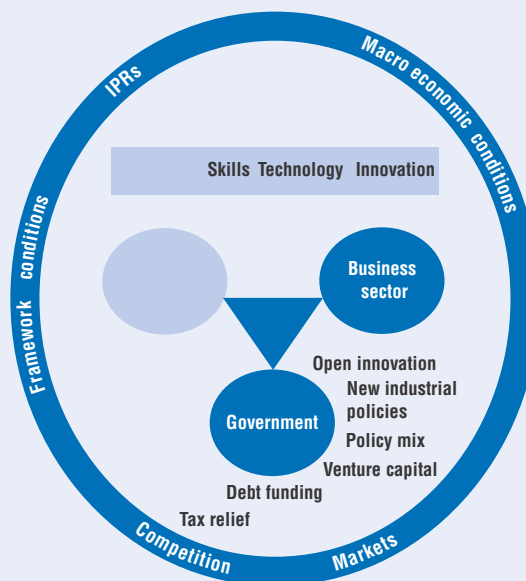 IPRs
Macro economic conditions
Skills Technology Innovation
Framework conditions
Business
sector
Open innovation
New industrial
policies
Government
Policy mix
Venture capital
Debt funding
Tax relief
Competition
Markets